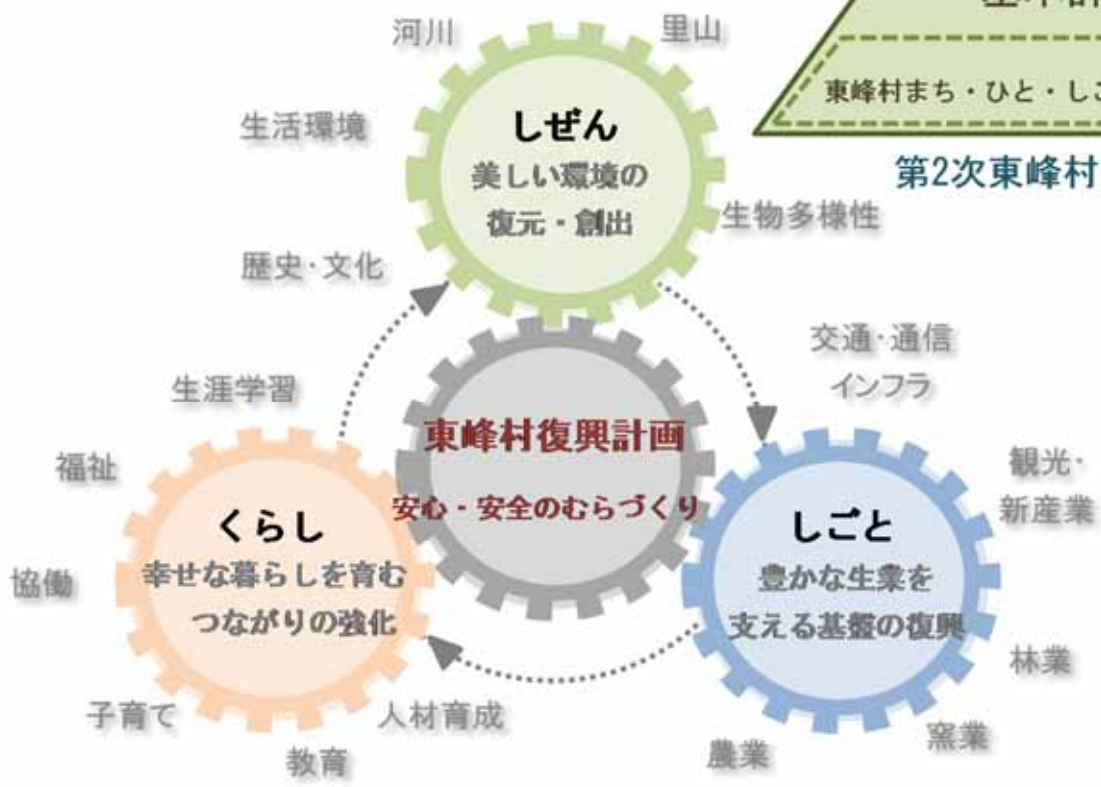 河川
里山
生活環境
しぜん
美しい環境の
復元・創出
東峰村まち・ひと・しご
第2次東峰村
生物多様性
歴史・文化
交通・通信
インフラ
生涯学習
東峰村復興計画
安心・安全のむらづくり
福祉
くらし
幸せな暮らしを育む
つながりの強化
協働
しごと
豊かな生業を
支える基盤の復興
観光・
新産業
林業
子育て
人材育成
教育
農業
窯業